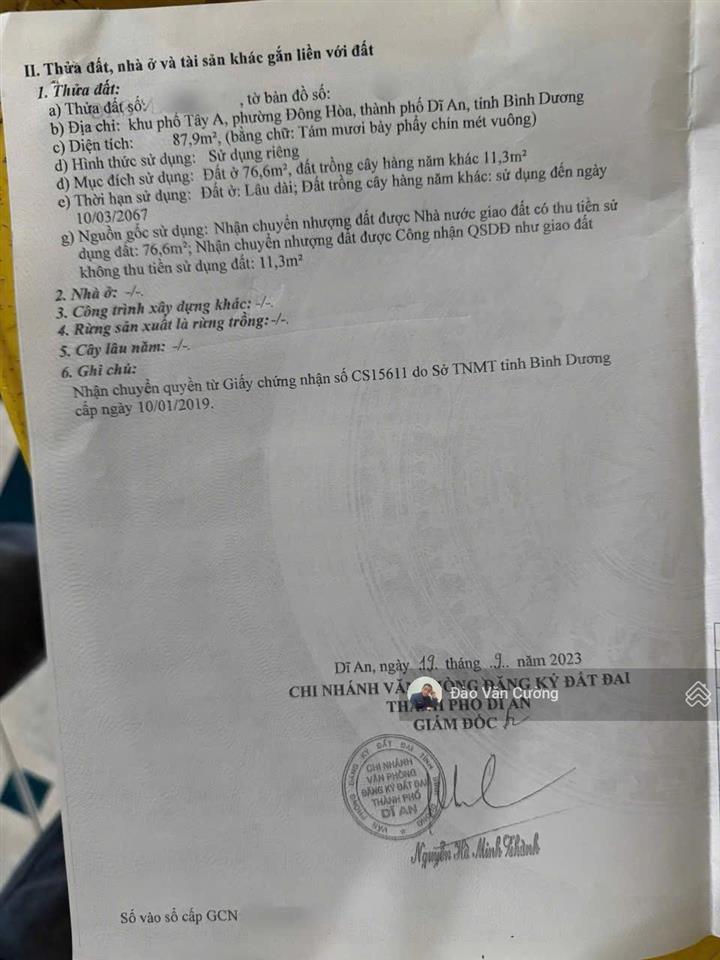 II. Thửa đất, nhà ở và tài sản khác gắn liền với đất
1. Thửa đất:
a) Thửa đất số: , tờ bản đồ số:
b) Địa chỉ: khu phố Tây A, phường Đông Hòa, thành phố Dĩ An, tỉnh Bình Dương
c) Diện tích: 87,9m², (bằng chữ: Tám mươi bảy phẩy chín mét vuông)
d) Hình thức sử dụng: Sử dụng riêng
đ) Mục đích sử dụng: Đất ở 76,6m², đất trồng cây hàng năm khác 11,3m²
e) Thời hạn sử dụng: Đất ở: Lâu dài; Đất trồng cây hàng năm khác: sử dụng đến ngày
10/03/2067
g) Nguồn gốc sử dụng: Nhận chuyển nhượng đất được Nhà nước giao đất có thu tiền sử
dụng đất: 76,6m²; Nhận chuyển nhượng đất được Công nhận QSDĐ như giao đất
không thu tiền sử dụng đất: 11,3m²
2. Nhà ở: -/-.
3. Công trình xây dựng khác: -/-.
4. Rừng sản xuất là rừng trồng: -/-.
5. Cây lâu năm: -/-.
6. Ghi chú:
Nhận chuyển quyền từ Giấy chứng nhận số CS15611 do Sở TNMT tỉnh Bình Dương
cấp ngày 10/01/2019.
Dĩ An, ngày 19. tháng .9.. năm 2023
CHI NHÁNH VĂN PHÒNG ĐĂNG KÝ ĐẤT ĐAI
Đào Văn Cường
THÀNH PHỐ DĨ AN
GIÁM ĐỐC
VĂN PHÒNG ĐĂNG KÝ ĐẤT ĐAI TỈNH BÌNH DƯƠNG
CHI NHÁNH
VĂN PHÒNG
ĐĂNG KÝ ĐẤT ĐAI
THÀNH PHỐ
DĨ AN
Nguyễn Hà Minh Thành
Số vào sổ cấp GCN